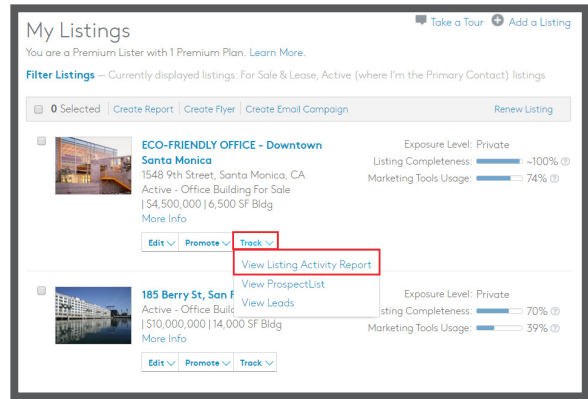 My Listings
Take a Tour
Add a Listing
You are a Premium Lister with 1 Premium Plan. Learn More.
Filter Listings — Currently displayed listings: For Sale & Lease, Active (where I'm the Primary Contact) listings
0 Selected
Create Report
Create Flyer
Create Email Campaign
Renew Listing
ECO-FRIENDLY OFFICE - Downtown
Santa Monica
1548 9th Street, Santa Monica, CA
Active - Office Building For Sale
| $4,500,000 | 6,500 SF Bldg
More Info
Exposure Level: Private
Listing Completeness: ~100% ?
Marketing Tools Usage: 74% ?
Edit
Promote
Track
View Listing Activity Report
View ProspectList
View Leads
185 Berry St, San F
Active - Office Build
| $10,000,000 | 14,000 SF Bldg
More Info
Exposure Level: Private
sting Completeness: 70% ?
Marketing Tools Usage: 39% ?
Edit
Promote
Track